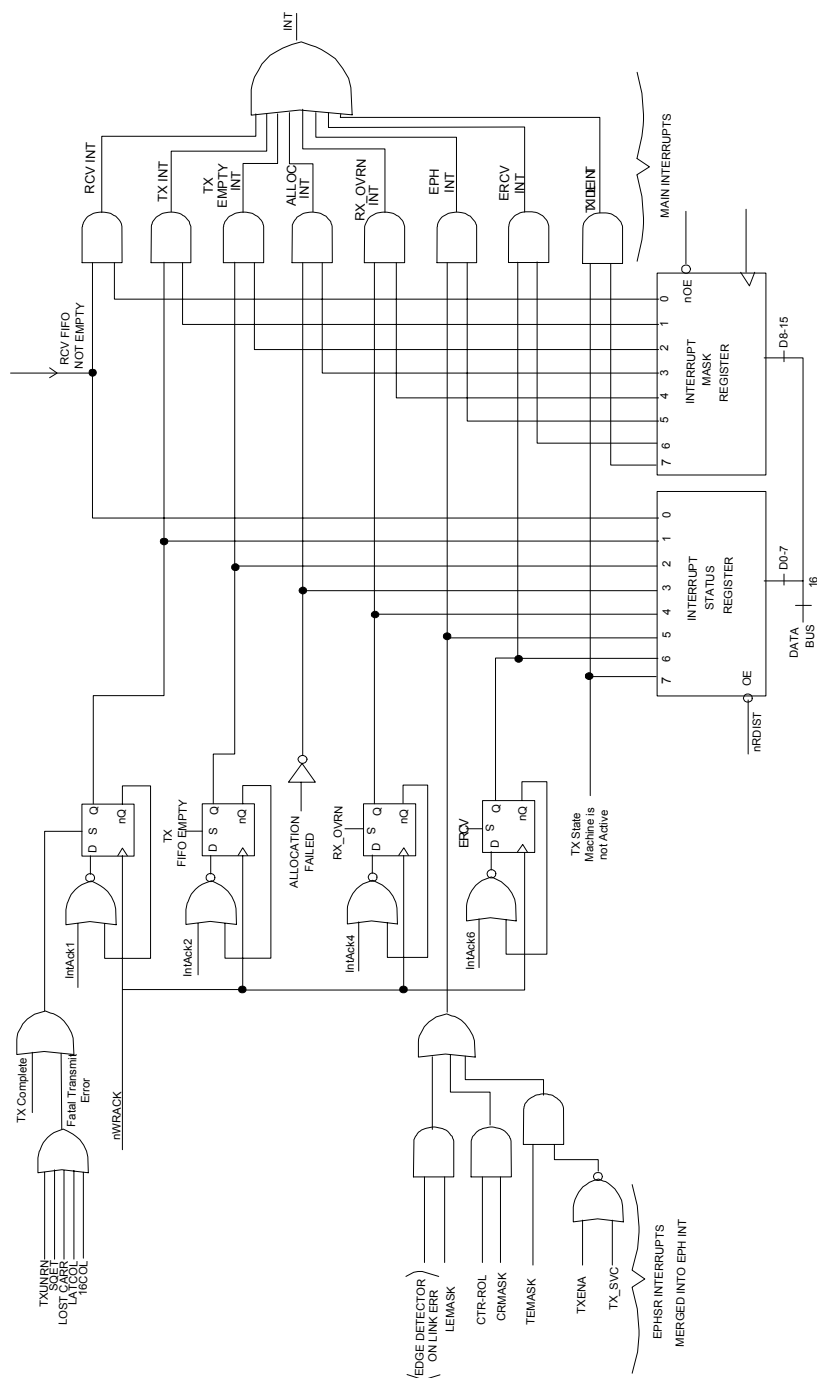 INT
RCV INT
TX INT
TX
EMPTY
INT
ALLOC
INT
RX_OVRN
INT
EPH
INT
ERCV
INT
MAIN INTERRUPTS
RCV FIFO
NOT EMPTY
nOE
0
1
2
3
4
5
6
7
INTERRUPT
MASK
REGISTER
D8-15
0
1
2
3
4
5
6
7
INTERRUPT
STATUS
REGISTER
OE
nRDIST
D0-7
16
DATA
BUS
IntAck1
D
S
Q
nQ
TX
FIFO EMPTY
IntAck2
D
S
Q
nQ
ALLOCATION
FAILED
RX_OVRN
IntAck4
D
S
Q
nQ
ERCV
IntAck6
D
S
Q
nQ
TX State
Machine is
not Active
TX Complete
Fatal Transmit
Error
nWRACK
TXUNRN
SQET
LOST CARR
LATCOL
16COL
EDGE DETECTOR
ON LINK ERR
LEMASK
CTR-ROL
CRMASK
TEMASK
TXENA
TX_SVC
EPHSR INTERRUPTS
MERGED INTO EPH INT